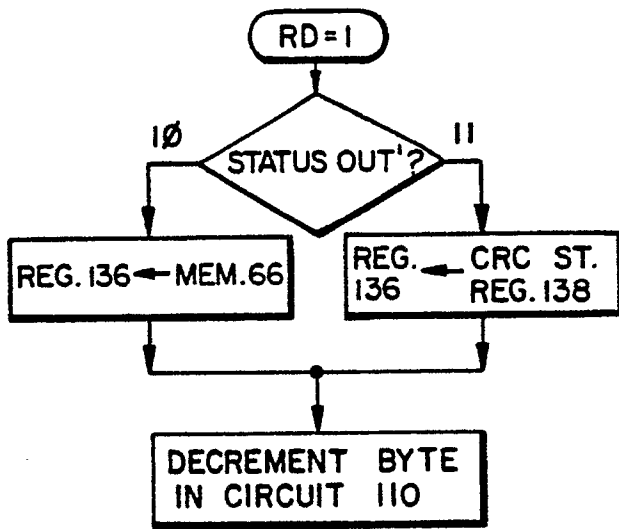 RD=1
1Ø
11
STATUS OUT'?
REG. 136 ← MEM. 66
REG. 136 ← CRC ST. REG. 138
DECREMENT BYTE
IN CIRCUIT 110